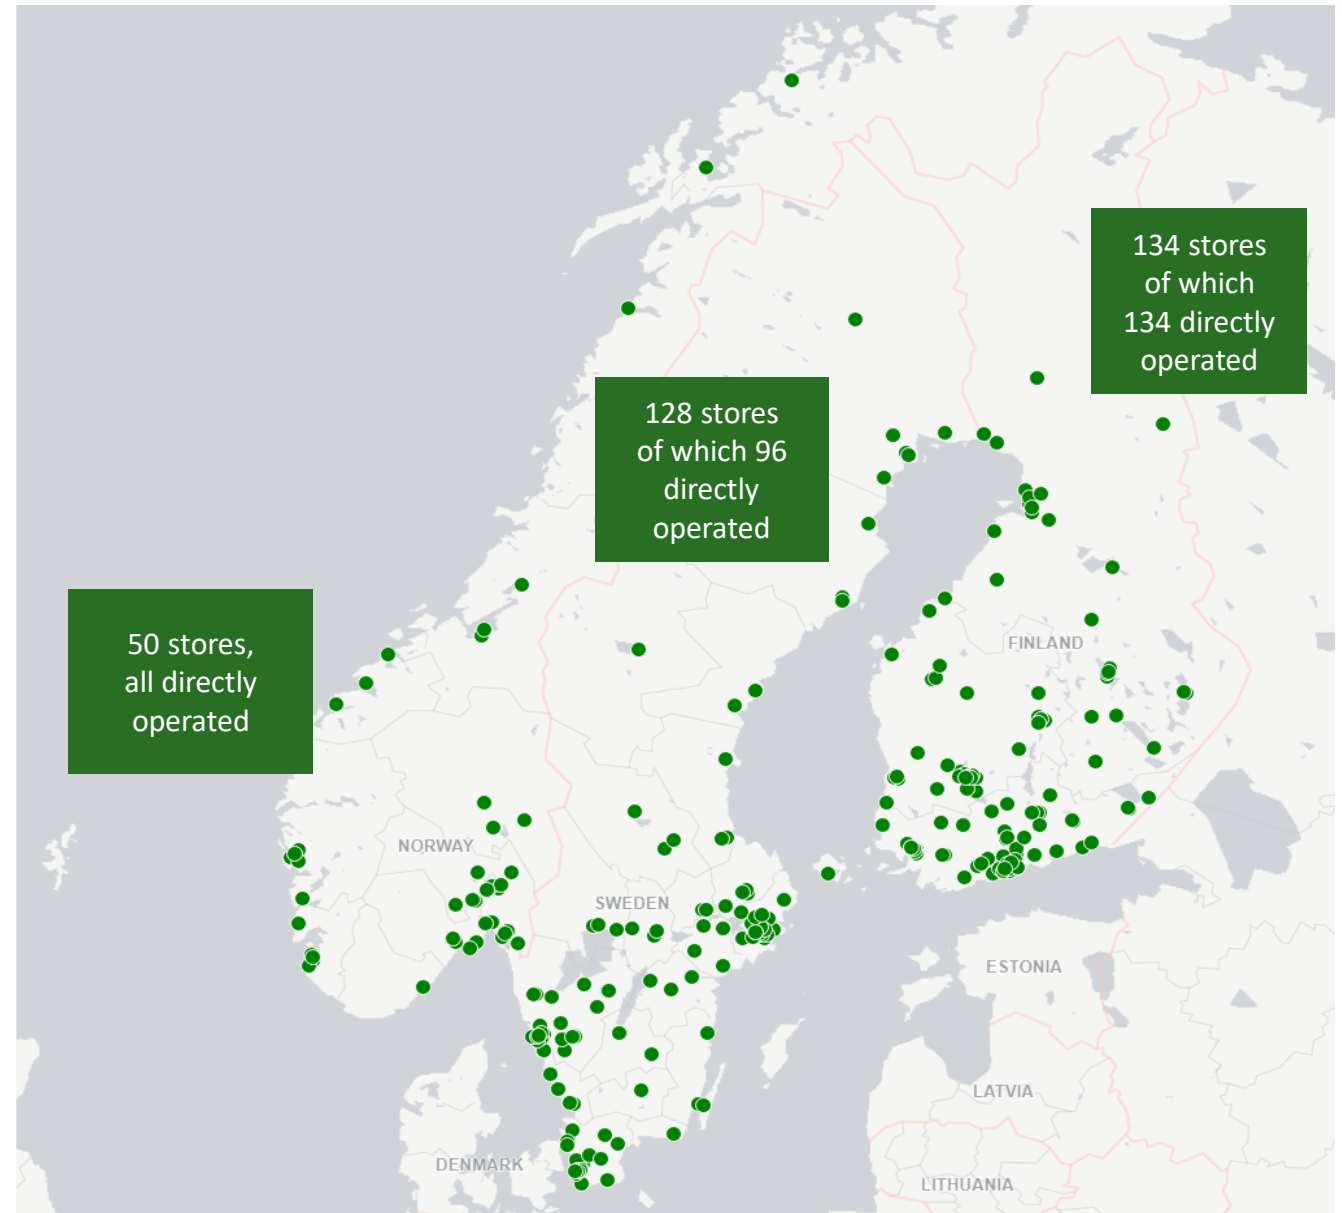 134 stores
of which
134 directly
operated
128 stores
of which 96
directly
operated
50 stores,
all directly
operated
FINLAND
NORWAY
SWEDEN
ESTONIA
LATVIA
DENMARK
LITHUANIA